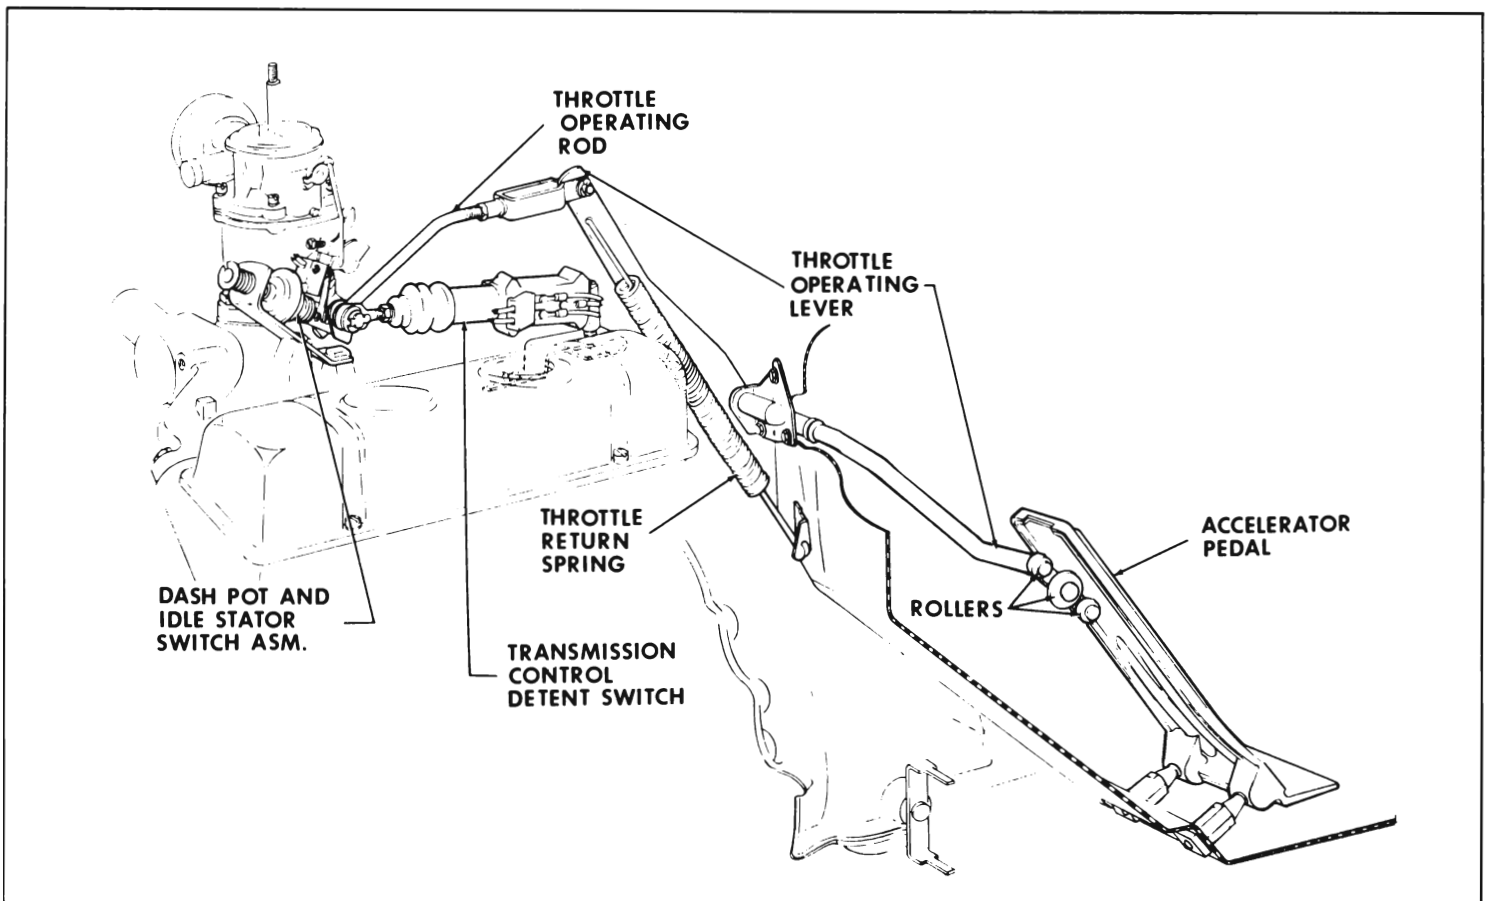 THROTTLE
OPERATING
ROD
THROTTLE
OPERATING
LEVER
THROTTLE
RETURN
SPRING
ACCELERATOR
PEDAL
ROLLERS
DASH POT AND
IDLE STATOR
SWITCH ASM.
TRANSMISSION
CONTROL
DETENT SWITCH